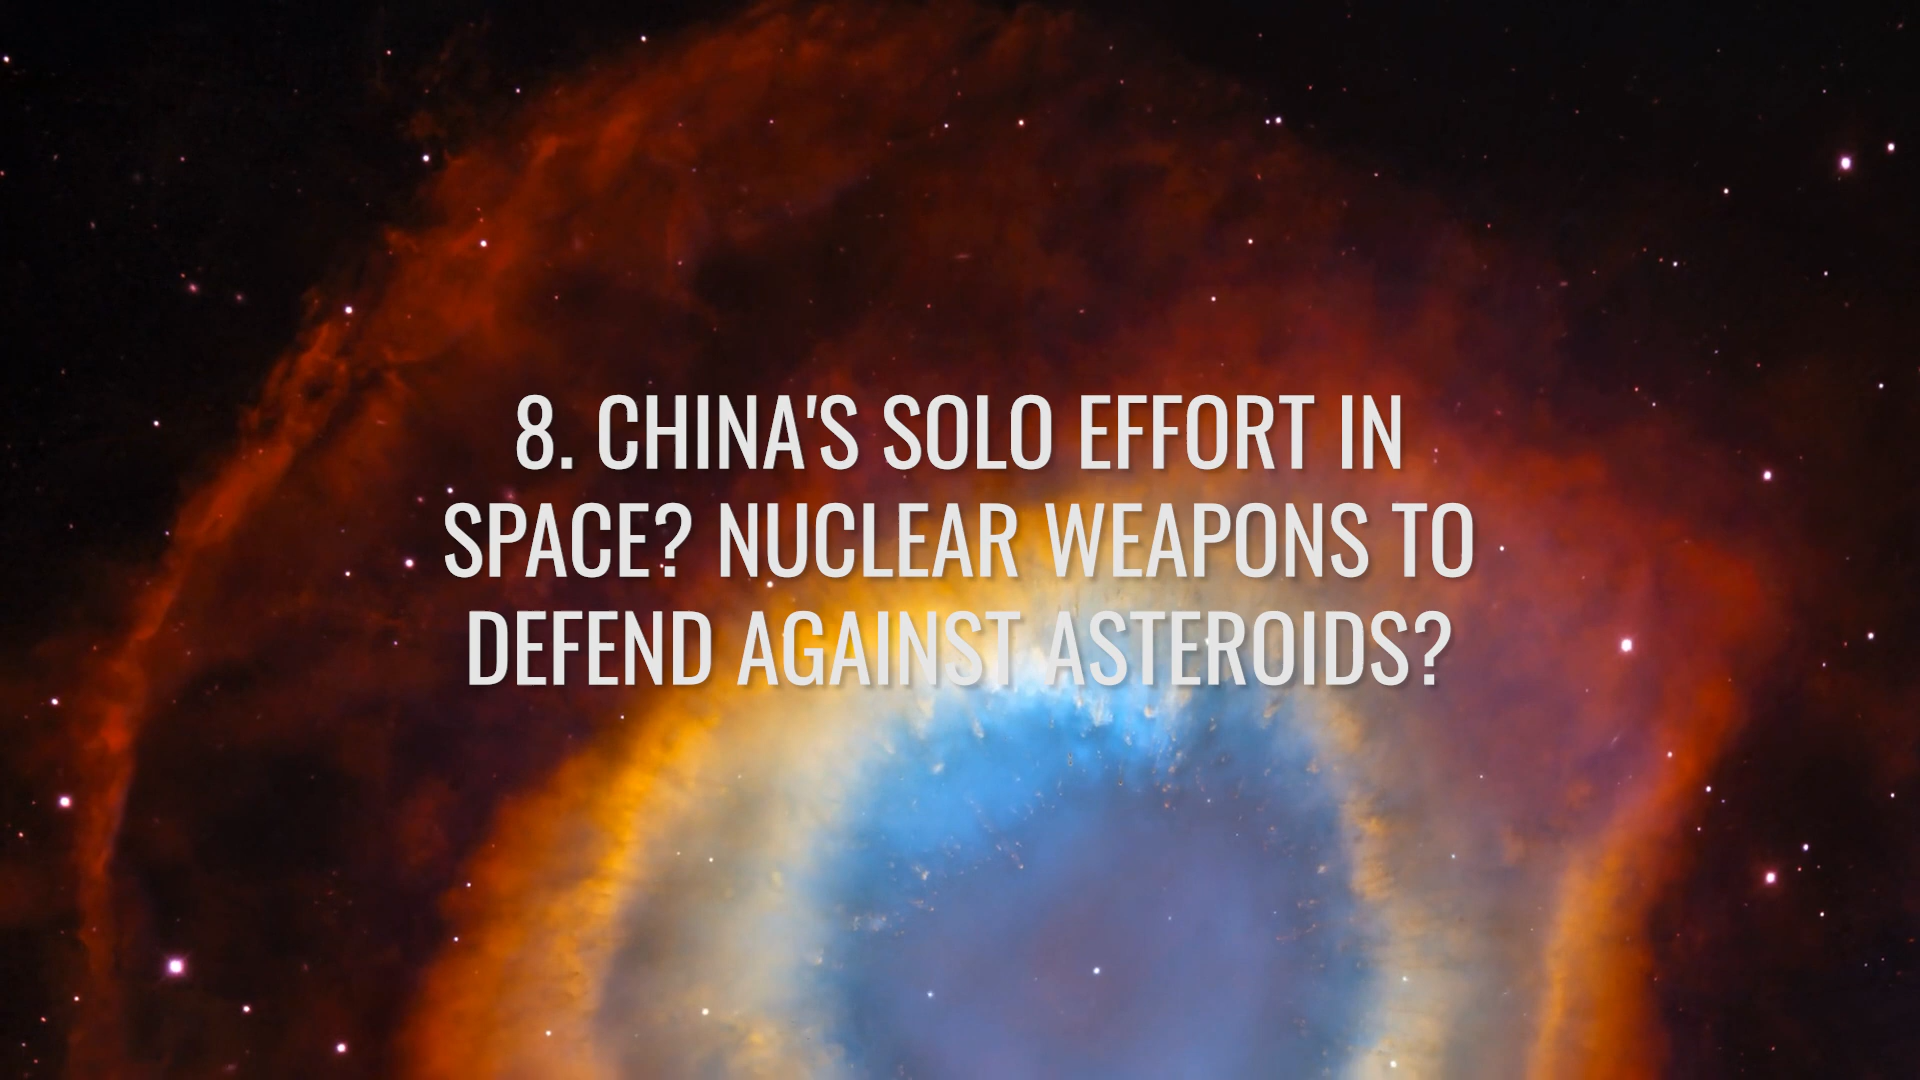 8. CHINA'S SOLO EFFORT IN
SPACE? NUCLEAR WEAPONS TO
DEFEND AGAINST ASTEROIDS?